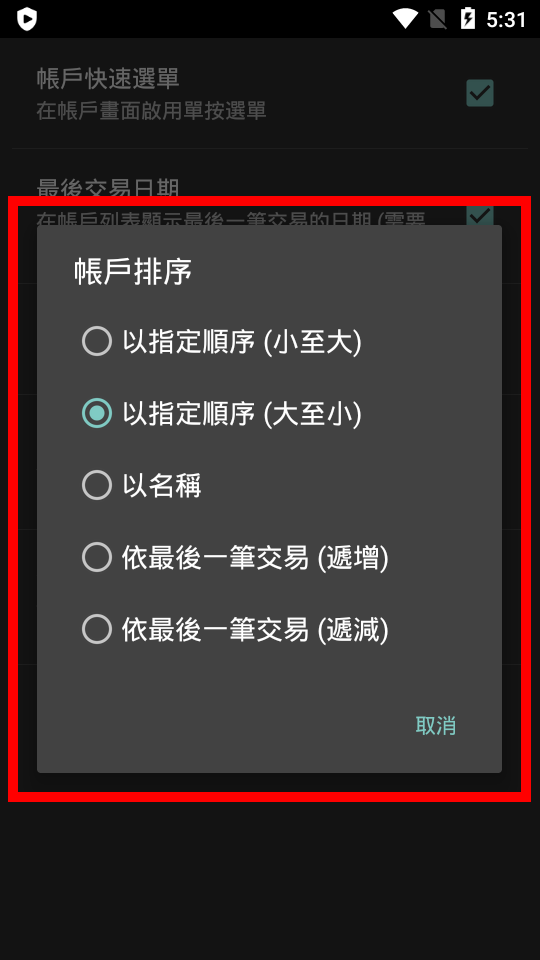 5:31
帳戶快速選單
在帳戶畫面啟用單按選單
最後交易日期
在帳戶列表顯示最後一筆交易的日期 (需要
帳戶排序
以指定順序 (小至大)
以指定順序 (大至小)
以名稱
依最後一筆交易 (遞增)
依最後一筆交易 (遞減)
取消